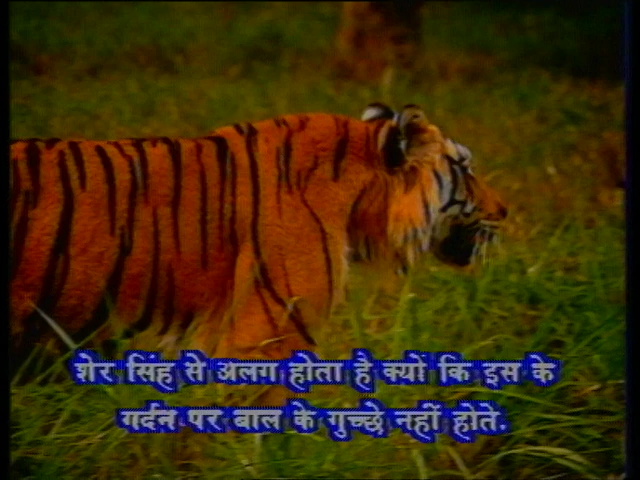 शेर सिंह से अलग होता है क्यों कि इस के
गर्दन पर बाल के गुच्छे नहीं होते.